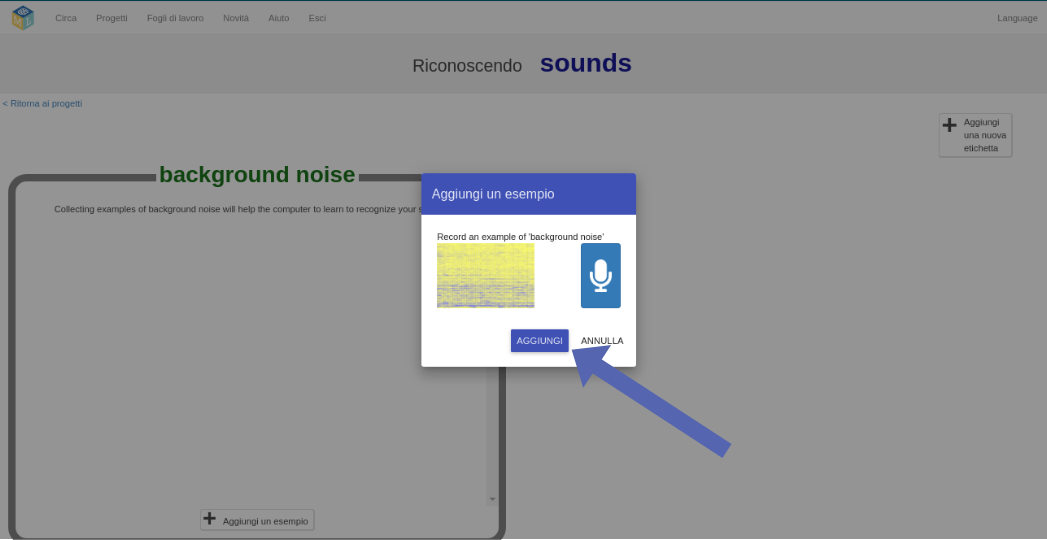 Circa Progetti Fogli di lavoro Novità Aiuto Esci Language
Riconoscendo sounds
< Ritorna ai progetti
Aggiungi
una nuova
etichetta
background noise
Collecting examples of background noise will help the computer to learn to recognize your
Aggiungi un esempio
Record an example of 'background noise'
AGGIUNGI ANNULLA
Aggiungi un esempio